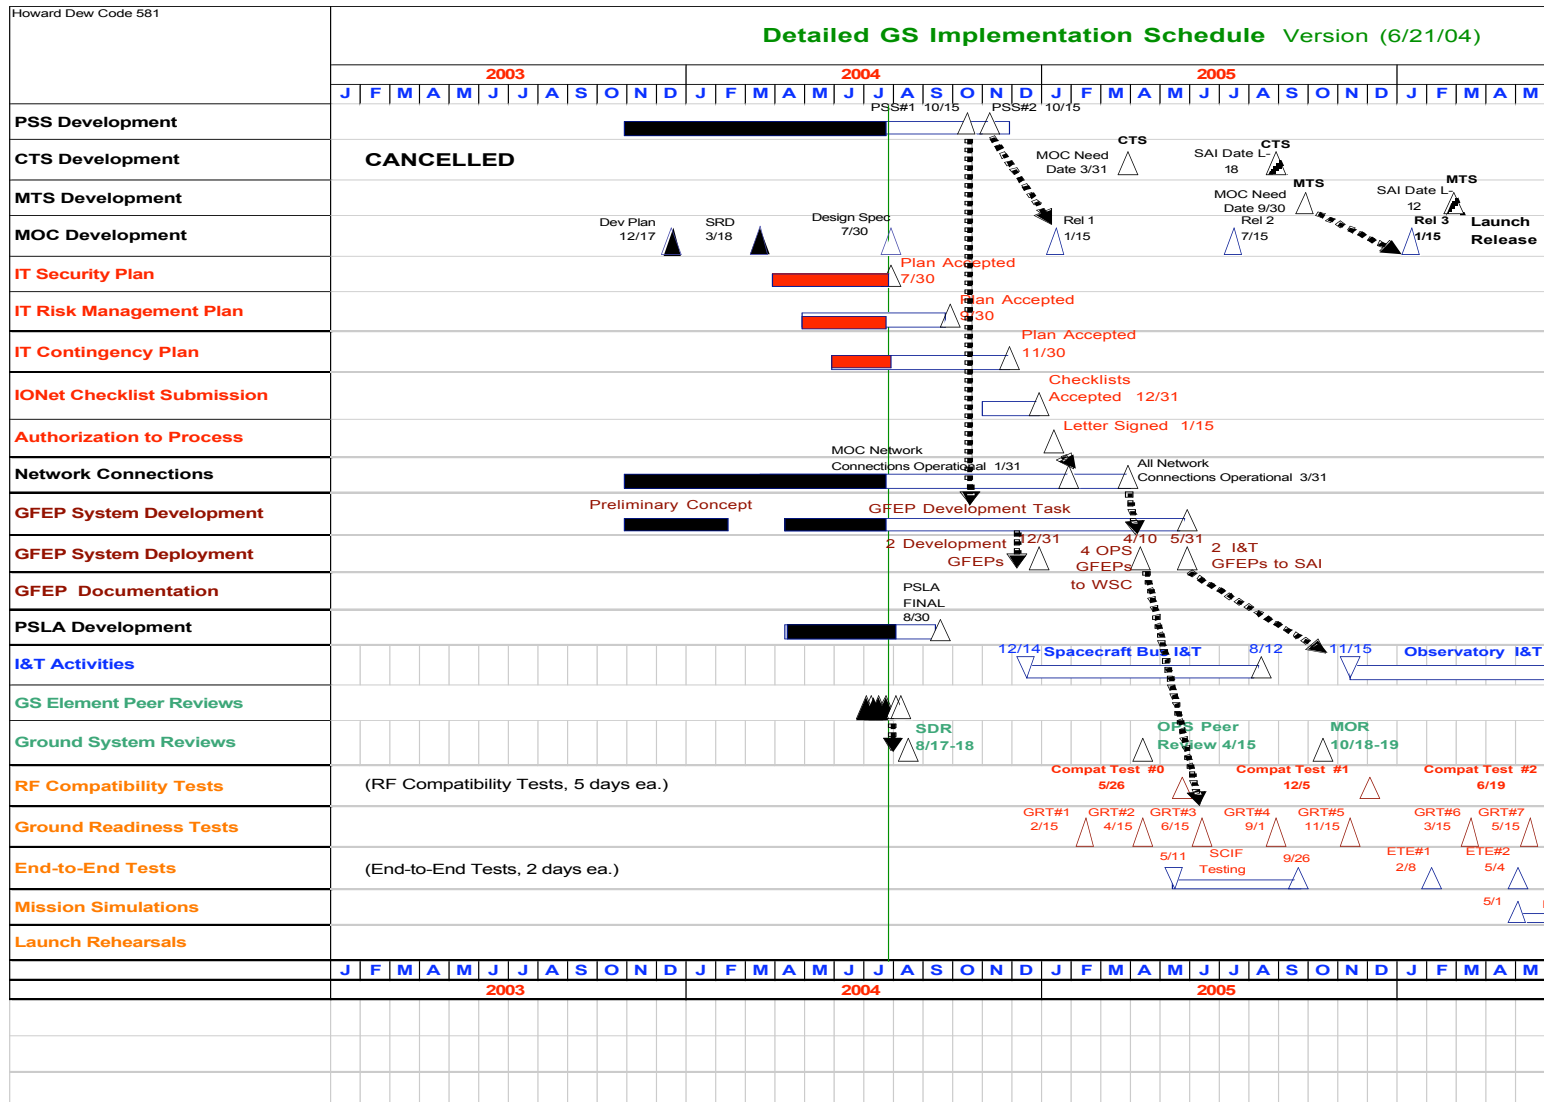 Howard Dew Code 581
Detailed GS Implementation Schedule Version (6/21/04)
2003 2004 2005
J F M A M J J A S O N D J F M A M J J A S O N D J F M A M J J A S O N D J F M A M
PSS Development
PSS#1 10/15 PSS#2 10/15
CTS Development
CANCELLED
MOC Need
Date 3/31
CTS
SAI Date L-
18
CTS
MTS Development
MOC Need
Date 9/30
MTS
SAI Date L-
12
MTS
MOC Development
Dev Plan
12/17
SRD
3/18
Design Spec
7/30
Rel 1
1/15
Rel 2
7/15
Rel 3
1/15
Launch
Release
IT Security Plan
Plan Accepted
7/30
IT Risk Management Plan
Plan Accepted
9/30
IT Contingency Plan
Plan Accepted
11/30
IONet Checklist Submission
Checklists
Accepted 12/31
Authorization to Process
Letter Signed 1/15
Network Connections
MOC Network
Connections Operational 1/31
All Network
Connections Operational 3/31
GFEP System Development
Preliminary Concept
GFEP Development Task
GFEP System Deployment
2 Development
GFEPs
12/31
4 OPS
GFEPs
to WSC
4/10
5/31
2 I&T
GFEPs to SAI
GFEP Documentation
PSLA Development
PSLA
FINAL
8/30
I&T Activities
12/14 Spacecraft Bus I&T 8/12 11/15 Observatory I&T
GS Element Peer Reviews
Ground System Reviews
SDR
8/17-18
OPS Peer
Review 4/15
MOR
10/18-19
RF Compatibility Tests
(RF Compatibility Tests, 5 days ea.)
Compat Test #0
5/26
Compat Test #1
12/5
Compat Test #2
6/19
Ground Readiness Tests
GRT#1
2/15
GRT#2
4/15
GRT#3
6/15
GRT#4
9/1
GRT#5
11/15
GRT#6
3/15
GRT#7
5/15
End-to-End Tests
(End-to-End Tests, 2 days ea.)
5/11
SCIF
Testing
9/26
ETE#1
2/8
ETE#2
5/4
Mission Simulations
5/1
Launch Rehearsals
J F M A M J J A S O N D J F M A M J J A S O N D J F M A M J J A S O N D J F M A M
2003 2004 2005